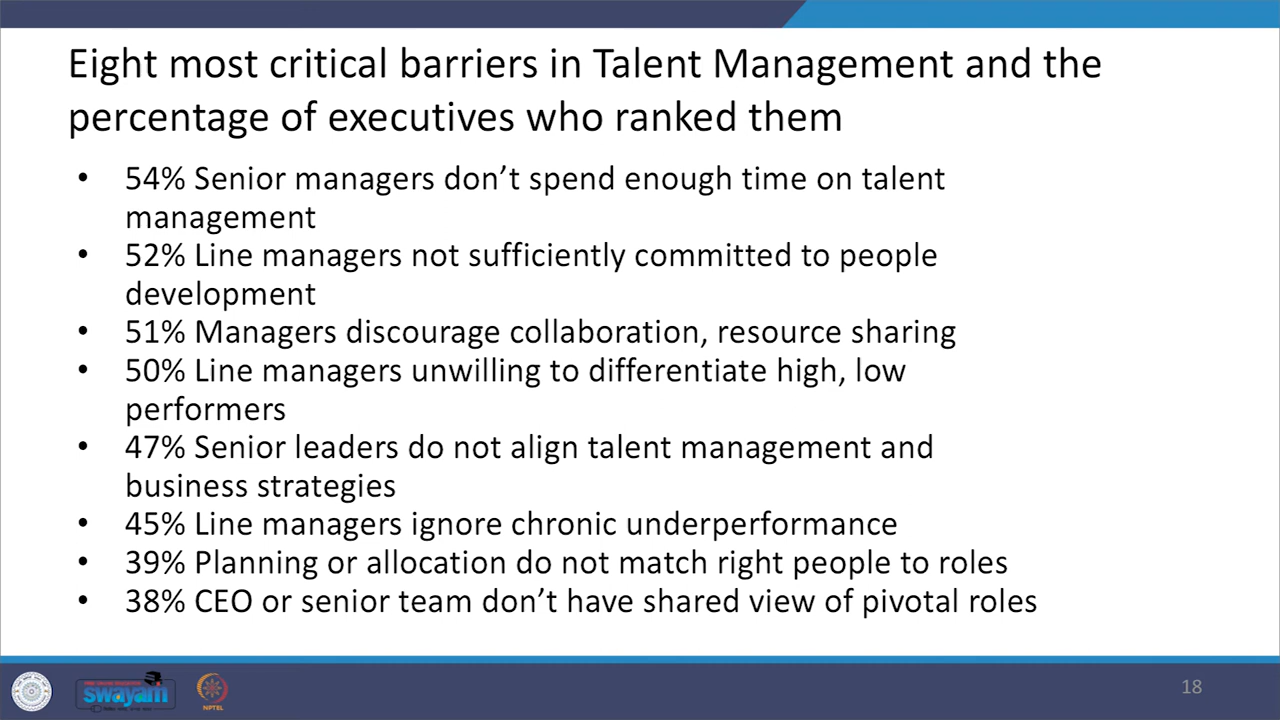 Eight most critical barriers in Talent Management and the
percentage of executives who ranked them
• 54% Senior managers don’t spend enough time on talent
management
• 52% Line managers not sufficiently committed to people
development
• 51% Managers discourage collaboration, resource sharing
• 50% Line managers unwilling to differentiate high, low
performers
• 47% Senior leaders do not align talent management and
business strategies
• 45% Line managers ignore chronic underperformance
• 39% Planning or allocation do not match right people to roles
• 38% CEO or senior team don’t have shared view of pivotal roles
swayam
NPTEL
18